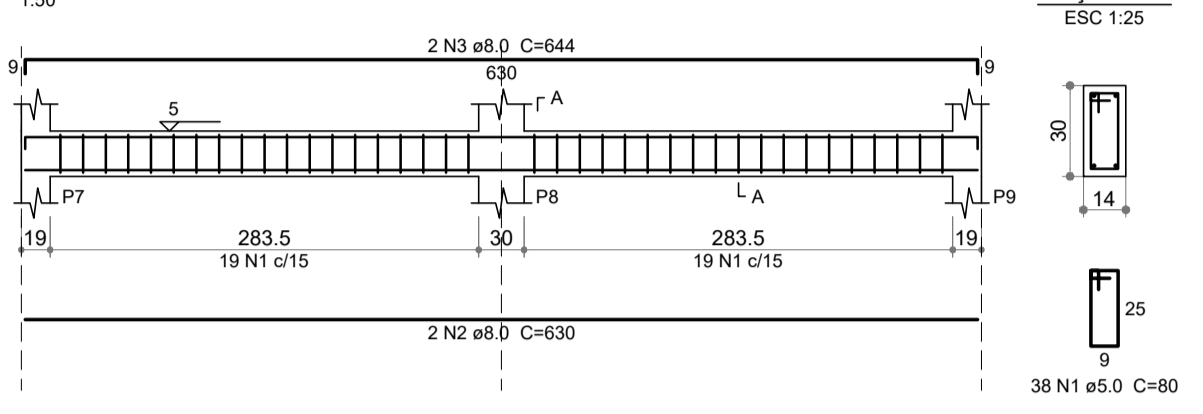 1:50
ESC 1:25
2 N3 ø8.0 C=644
9
630
9
A
5
30
P7
P8
A
P9
14
19
283.5
30
283.5
19
19 N1 c/15
19 N1 c/15
25
2 N2 ø8.0 C=630
9
38 N1 ø5.0 C=80